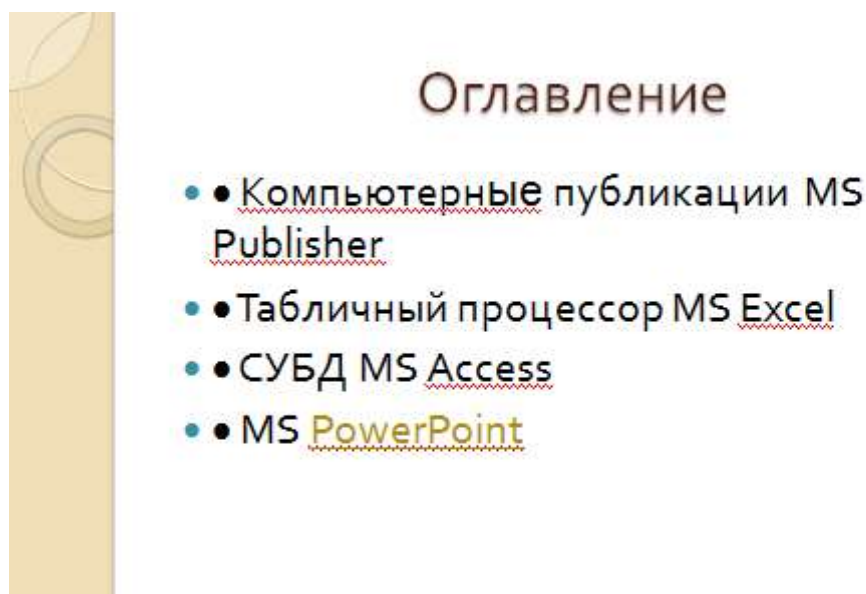 Оглавление
• • Компьютерные публикации MS
Publisher
• • Табличный процессор MS Excel
• • СУБД MS Access
• • MS PowerPoint